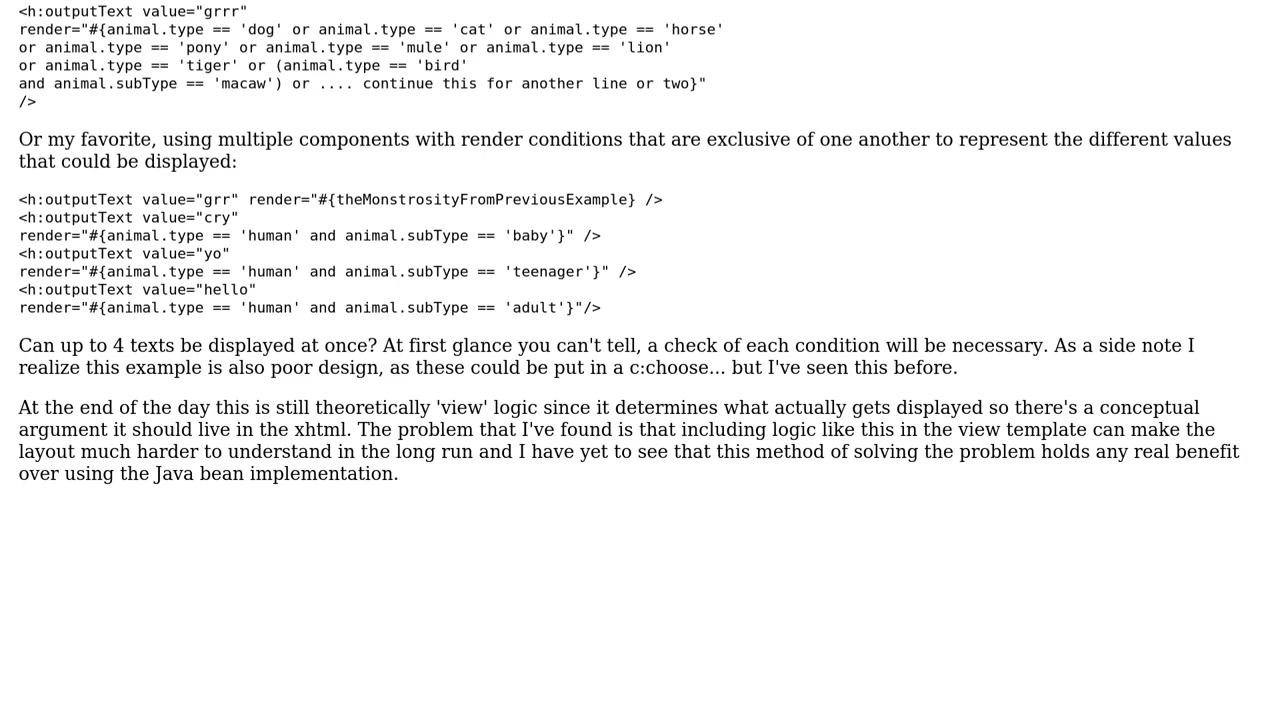 <h:outputText value="grrr"
render="#{animal.type == 'dog' or animal.type == 'cat' or animal.type == 'horse'
or animal.type == 'pony' or animal.type == 'mule' or animal.type == 'lion'
or animal.type == 'tiger' or (animal.type == 'bird'
and animal.subType == 'macaw') or .... continue this for another line or two}"
/>
Or my favorite, using multiple components with render conditions that are exclusive of one another to represent the different values
that could be displayed:
<h:outputText value="grr" render="#{theMonstrosityFromPreviousExample} />
<h:outputText value="cry"
render="#{animal.type == 'human' and animal.subType == 'baby'}" />
<h:outputText value="yo"
render="#{animal.type == 'human' and animal.subType == 'teenager'}" />
<h:outputText value="hello"
render="#{animal.type == 'human' and animal.subType == 'adult'}"/>
Can up to 4 texts be displayed at once? At first glance you can't tell, a check of each condition will be necessary. As a side note I
realize this example is also poor design, as these could be put in a c:choose... but I've seen this before.
At the end of the day this is still theoretically 'view' logic since it determines what actually gets displayed so there's a conceptual
argument it should live in the xhtml. The problem that I've found is that including logic like this in the view template can make the
layout much harder to understand in the long run and I have yet to see that this method of solving the problem holds any real benefit
over using the Java bean implementation.